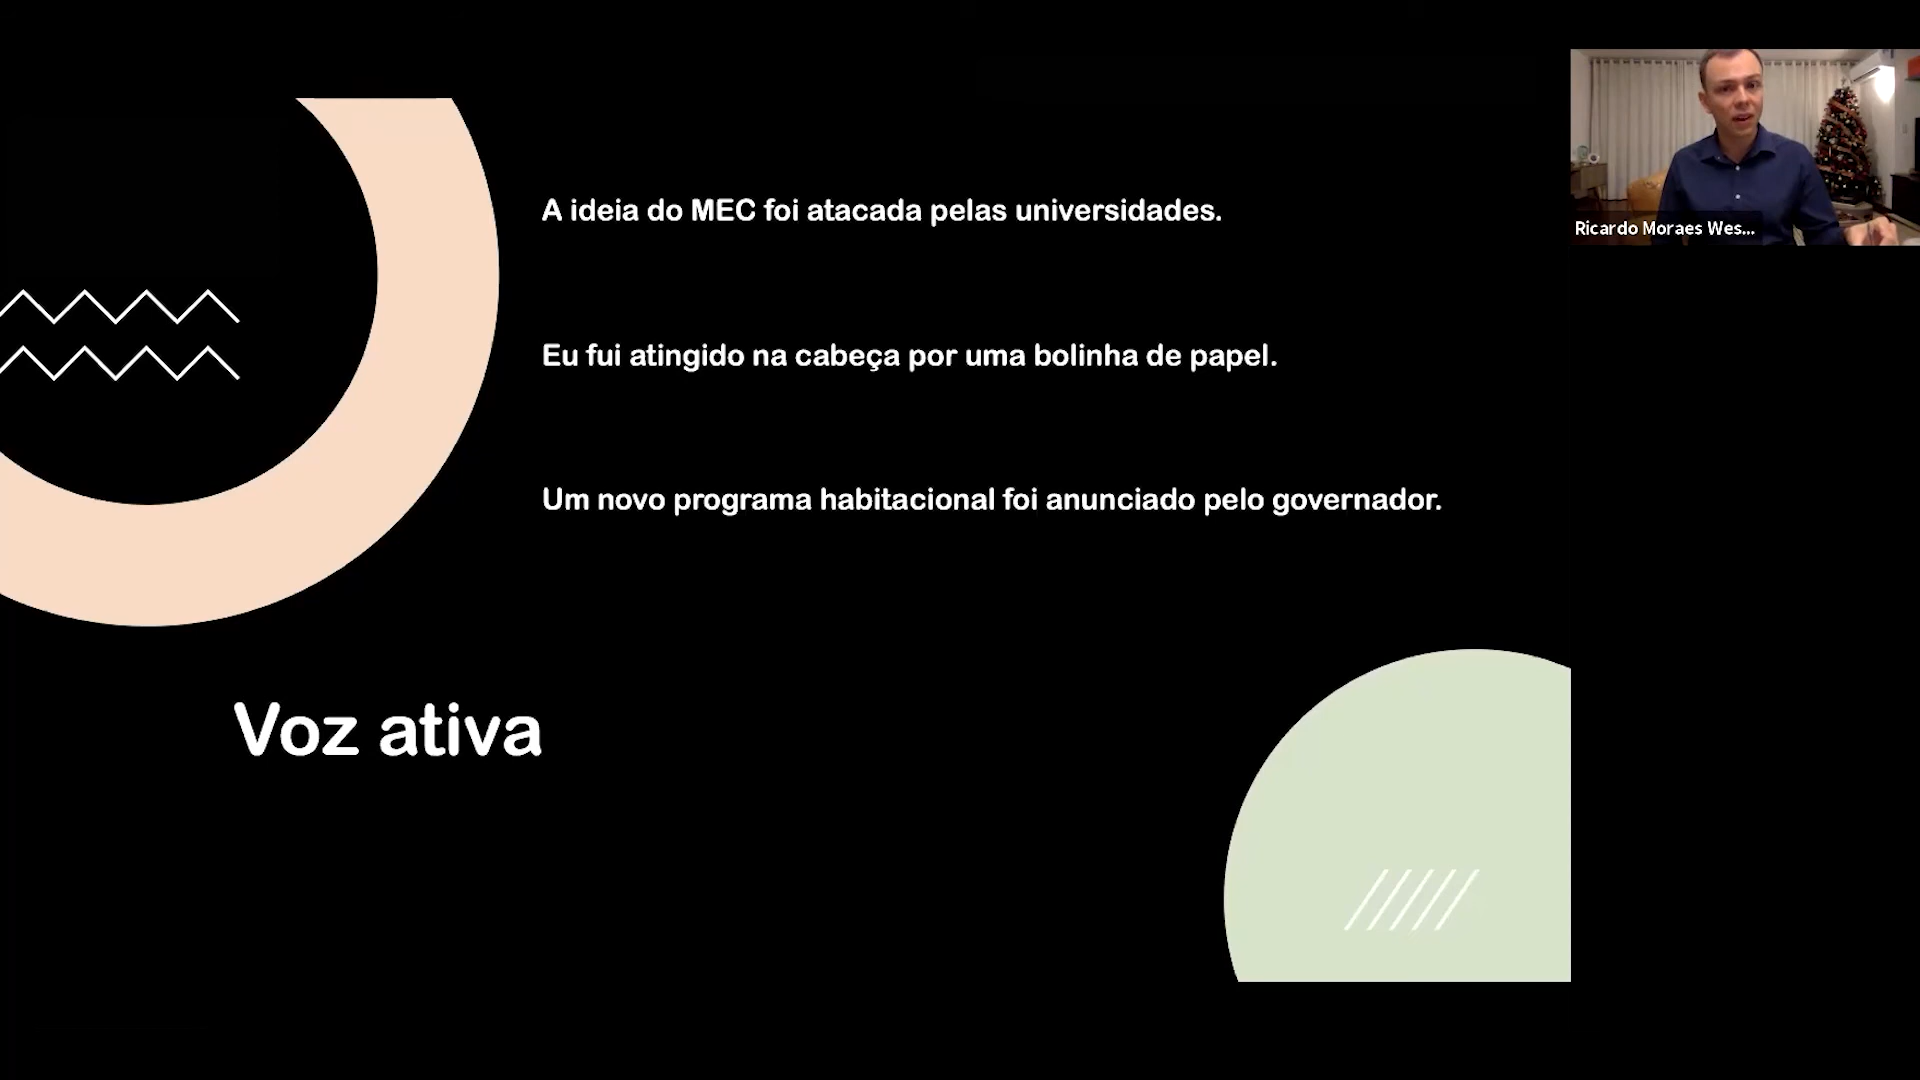 A ideia do MEC foi atacada pelas universidades.
Eu fui atingido na cabeça por uma bolinha de papel.
Um novo programa habitacional foi anunciado pelo governador.
Voz ativa
Ricardo Moraes Wes...